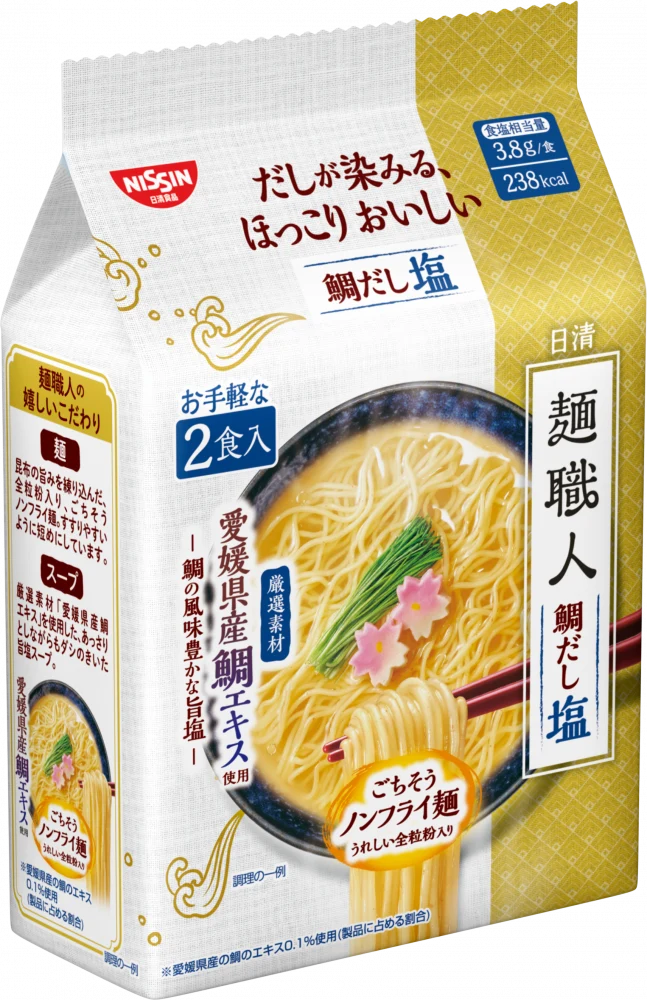 NISSIN
日清食品
だしが染みる、
ほっこりおいしい
鯛だし塩
食塩相当量
3.8g/食
238kcal
お手軽な
2食入
日清
麺職人
鯛だし塩
厳選素材
愛媛県産鯛エキス使用
―鯛の風味豊かな旨塩―
ごちそう
ノンフライ麺
うれしい全粒粉入り
調理の一例
※愛媛県産の鯛のエキス0.1%使用(製品に占める割合)
麺職人の
嬉しいこだわり
麺
昆布の旨みを練り込んだ、
全粒粉入り、ごちそう
ノンフライ麺。すすりやすい
ように短めにしています。
スープ
厳選素材「愛媛県産鯛
エキス」を使用した、あっさり
としながらもダシのきいた
旨塩スープ。
愛媛県産鯛エキス使用
ごちそう
ノンフライ麺
うれしい全粒粉入り
※愛媛県産の鯛のエキス
0.1%使用
(製品に占める割合)
調理の一例